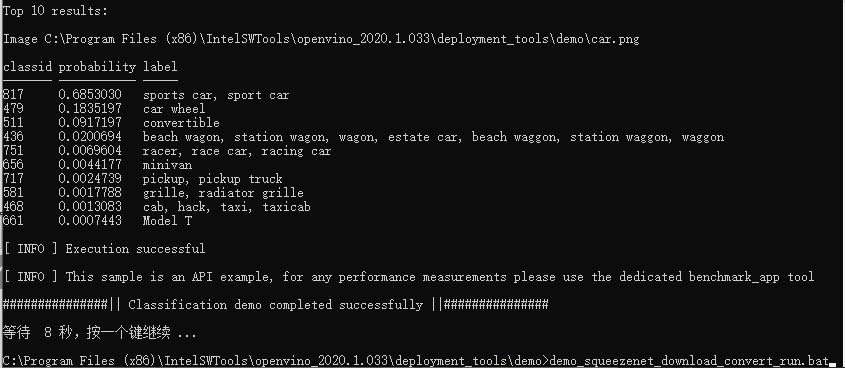 Top 10 results:
Image C:\Program Files (x86)\IntelSWTools\openvino_2020.1.033\deployment_tools\demo\car.png
classid probability label
------- ----------- -----
817 0.6853030 sports car, sport car
479 0.1835197 car wheel
511 0.0917197 convertible
436 0.0200694 beach wagon, station wagon, wagon, estate car, beach waggon, station waggon, waggon
751 0.0069604 racer, race car, racing car
656 0.0044177 minivan
717 0.0024739 pickup, pickup truck
581 0.0017788 grille, radiator grille
468 0.0013083 cab, hack, taxi, taxicab
661 0.0007443 Model T
[ INFO ] Execution successful
[ INFO ] This sample is an API example, for any performance measurements please use the dedicated benchmark_app tool
###############|| Classification demo completed successfully ||###############
等待 8 秒，按一个键继续 ...
C:\Program Files (x86)\IntelSWTools\openvino_2020.1.033\deployment_tools\demo>demo_squeezenet_download_convert_run.bat